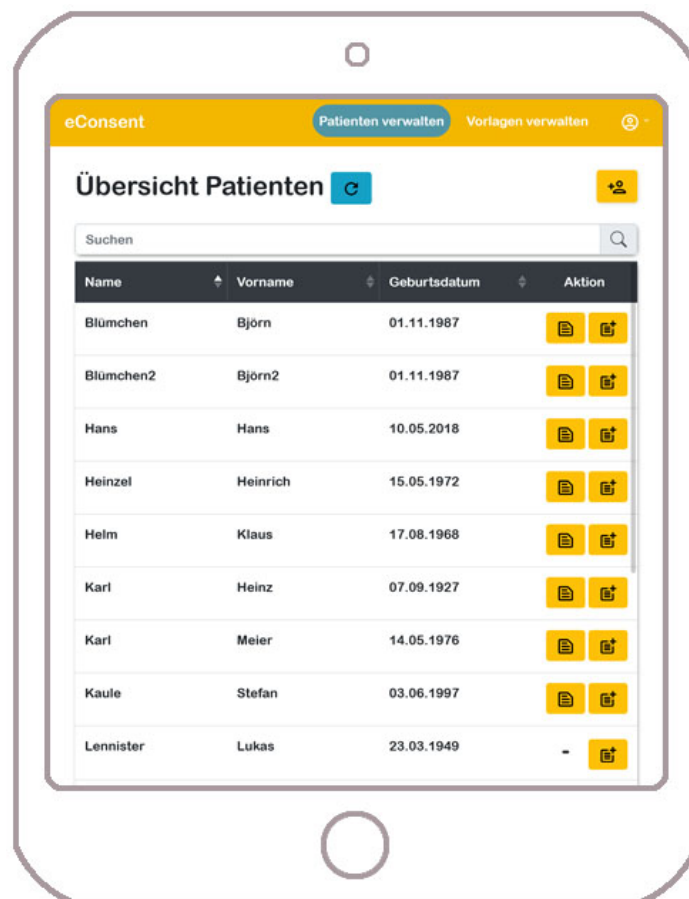 eConsent Patienten verwalten Vorlagen verwalten
Übersicht Patienten
Suchen
Name Vorname Geburtsdatum Aktion
Blümchen Björn 01.11.1987
Blümchen2 Björn2 01.11.1987
Hans Hans 10.05.2018
Heinzel Heinrich 15.05.1972
Helm Klaus 17.08.1968
Karl Heinz 07.09.1927
Karl Meier 14.05.1976
Kaule Stefan 03.06.1997
Lennister Lukas 23.03.1949 -